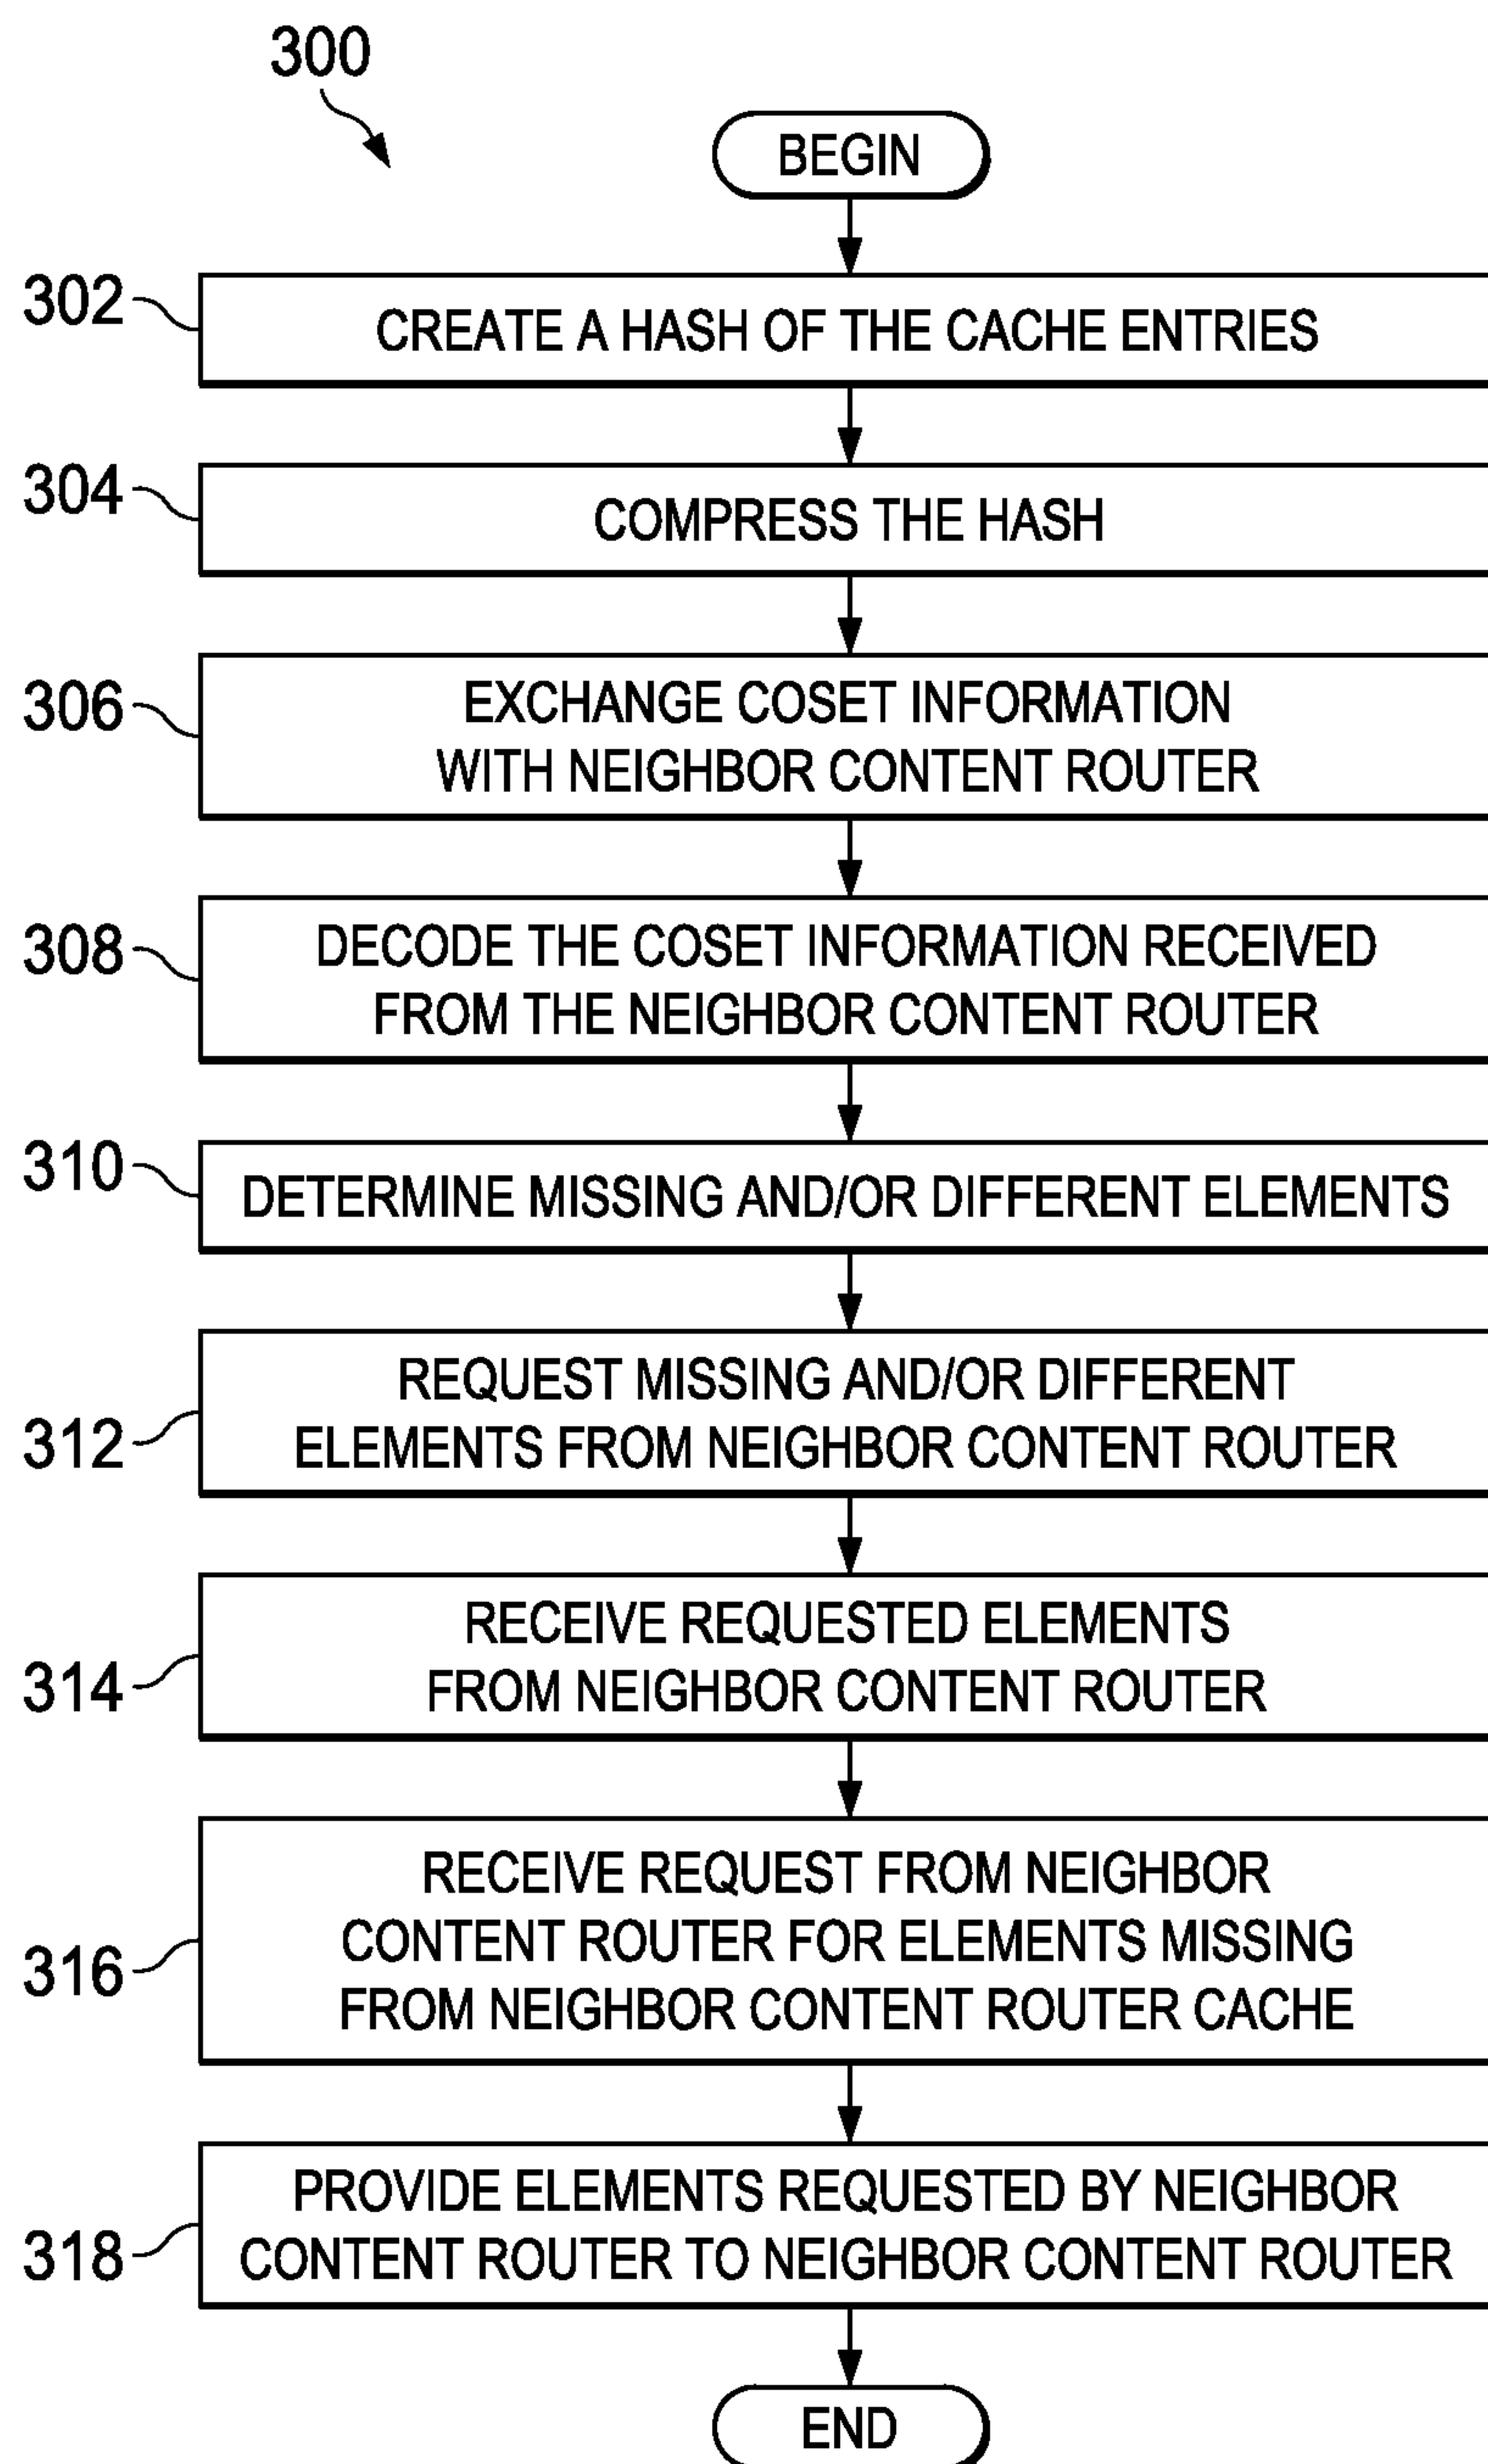 300
BEGIN
302
CREATE A HASH OF THE CACHE ENTRIES
304
COMPRESS THE HASH
306
EXCHANGE COSET INFORMATION
WITH NEIGHBOR CONTENT ROUTER
308
DECODE THE COSET INFORMATION RECEIVED
FROM THE NEIGHBOR CONTENT ROUTER
310
DETERMINE MISSING AND/OR DIFFERENT ELEMENTS
312
REQUEST MISSING AND/OR DIFFERENT
ELEMENTS FROM NEIGHBOR CONTENT ROUTER
314
RECEIVE REQUESTED ELEMENTS
FROM NEIGHBOR CONTENT ROUTER
316
RECEIVE REQUEST FROM NEIGHBOR
CONTENT ROUTER FOR ELEMENTS MISSING
FROM NEIGHBOR CONTENT ROUTER CACHE
318
PROVIDE ELEMENTS REQUESTED BY NEIGHBOR
CONTENT ROUTER TO NEIGHBOR CONTENT ROUTER
END